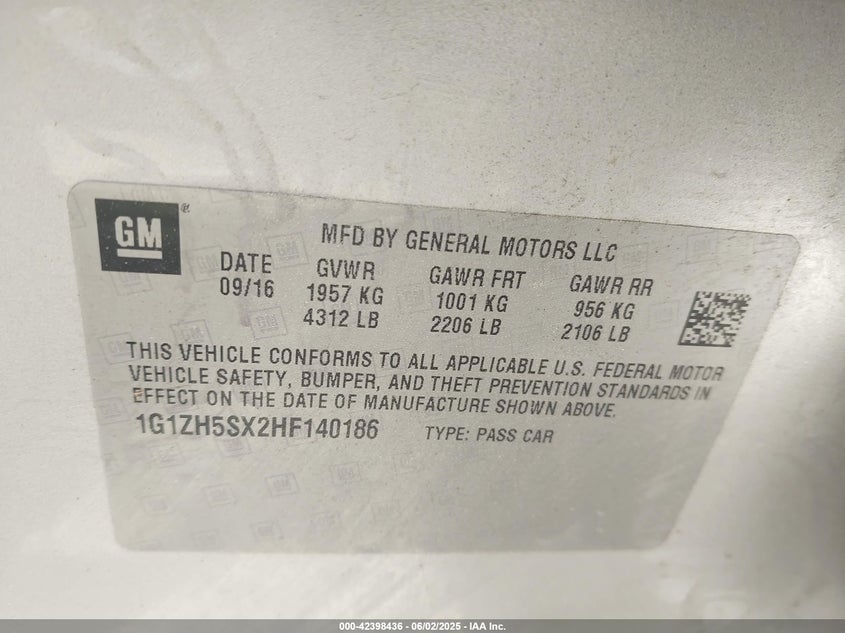 GM®
MFD BY GENERAL MOTORS LLC
DATE GVWR GAWR FRT GAWR RR
09/16 1957 KG 1001 KG 956 KG
4312 LB 2206 LB 2106 LB
THIS VEHICLE CONFORMS TO ALL APPLICABLE U.S. FEDERAL MOTOR
VEHICLE SAFETY, BUMPER, AND THEFT PREVENTION STANDARDS IN
EFFECT ON THE DATE OF MANUFACTURE SHOWN ABOVE.
1G1ZH5SX2HF140186 TYPE: PASS CAR
000-42398436 - 06/02/2025 - IAA Inc.